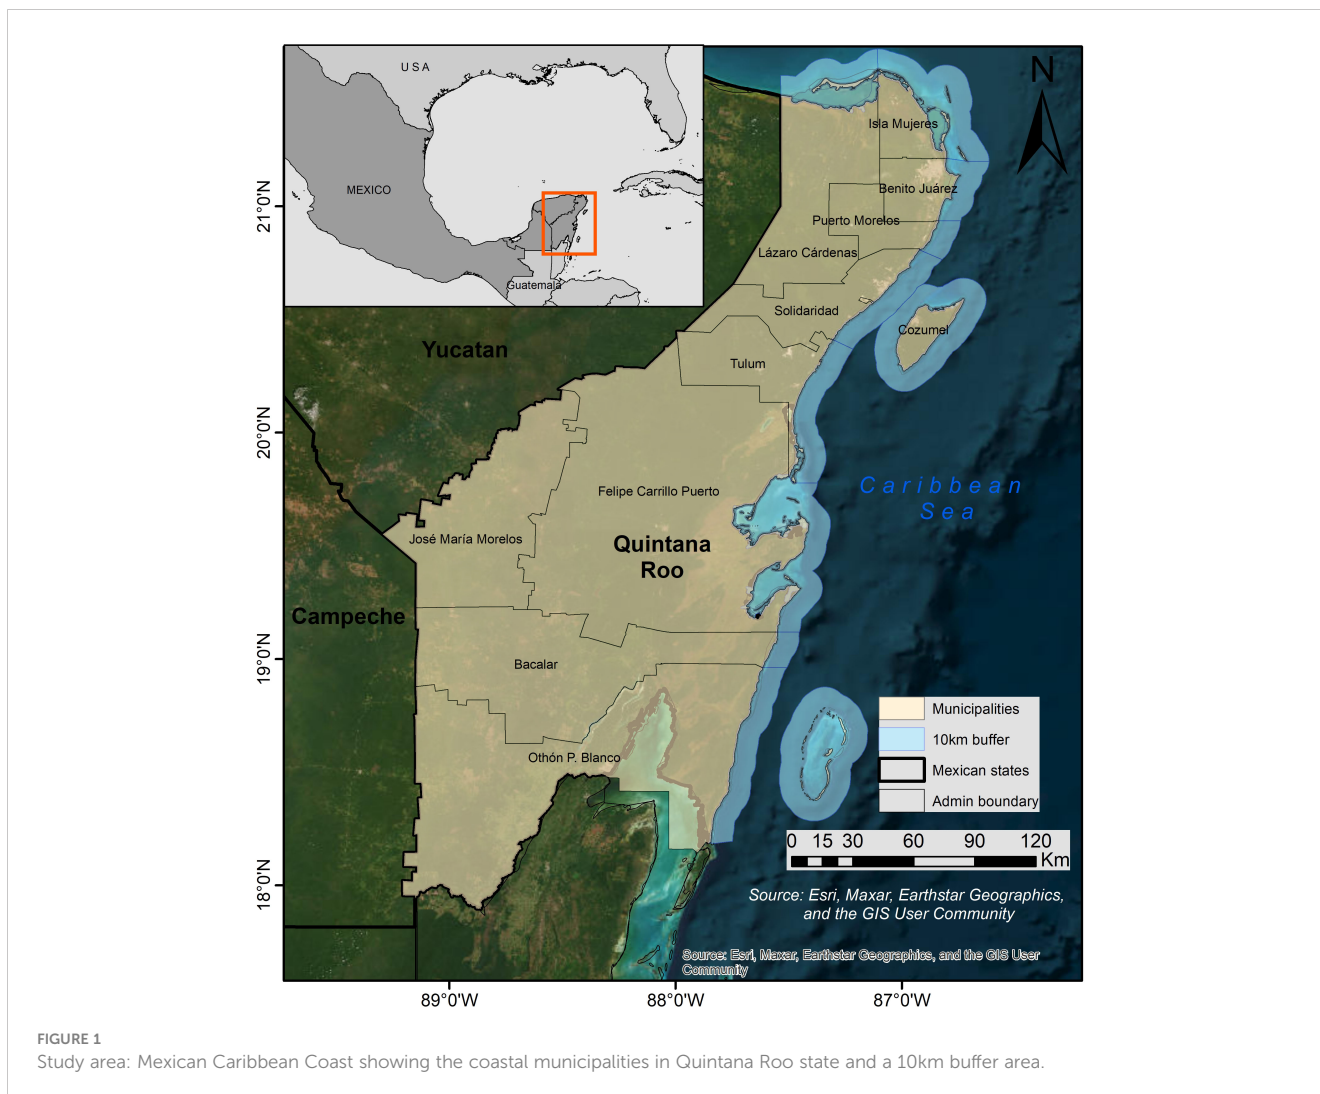 USA
MEXICO
Guatemala
N
Isla Mujeres
Benito Juárez
Puerto Morelos
Lázaro Cárdenas
Solidaridad
Cozumel
Tulum
Yucatan
Felipe Carrillo Puerto
José María Morelos
Quintana
Roo
Caribbean
Sea
Campeche
Bacalar
Othón P. Blanco
21°0'N
20°0'N
19°0'N
18°0'N
89°0'W
88°0'W
87°0'W
Municipalities
10km buffer
Mexican states
Admin boundary
0 15 30 60 90 120
Km
Source: Esri, Maxar, Earthstar Geographics,
and the GIS User Community
Source: Esri, Maxar, Earthstar Geographics, and the GIS User
Community
FIGURE 1
Study area: Mexican Caribbean Coast showing the coastal municipalities in Quintana Roo state and a 10km buffer area.